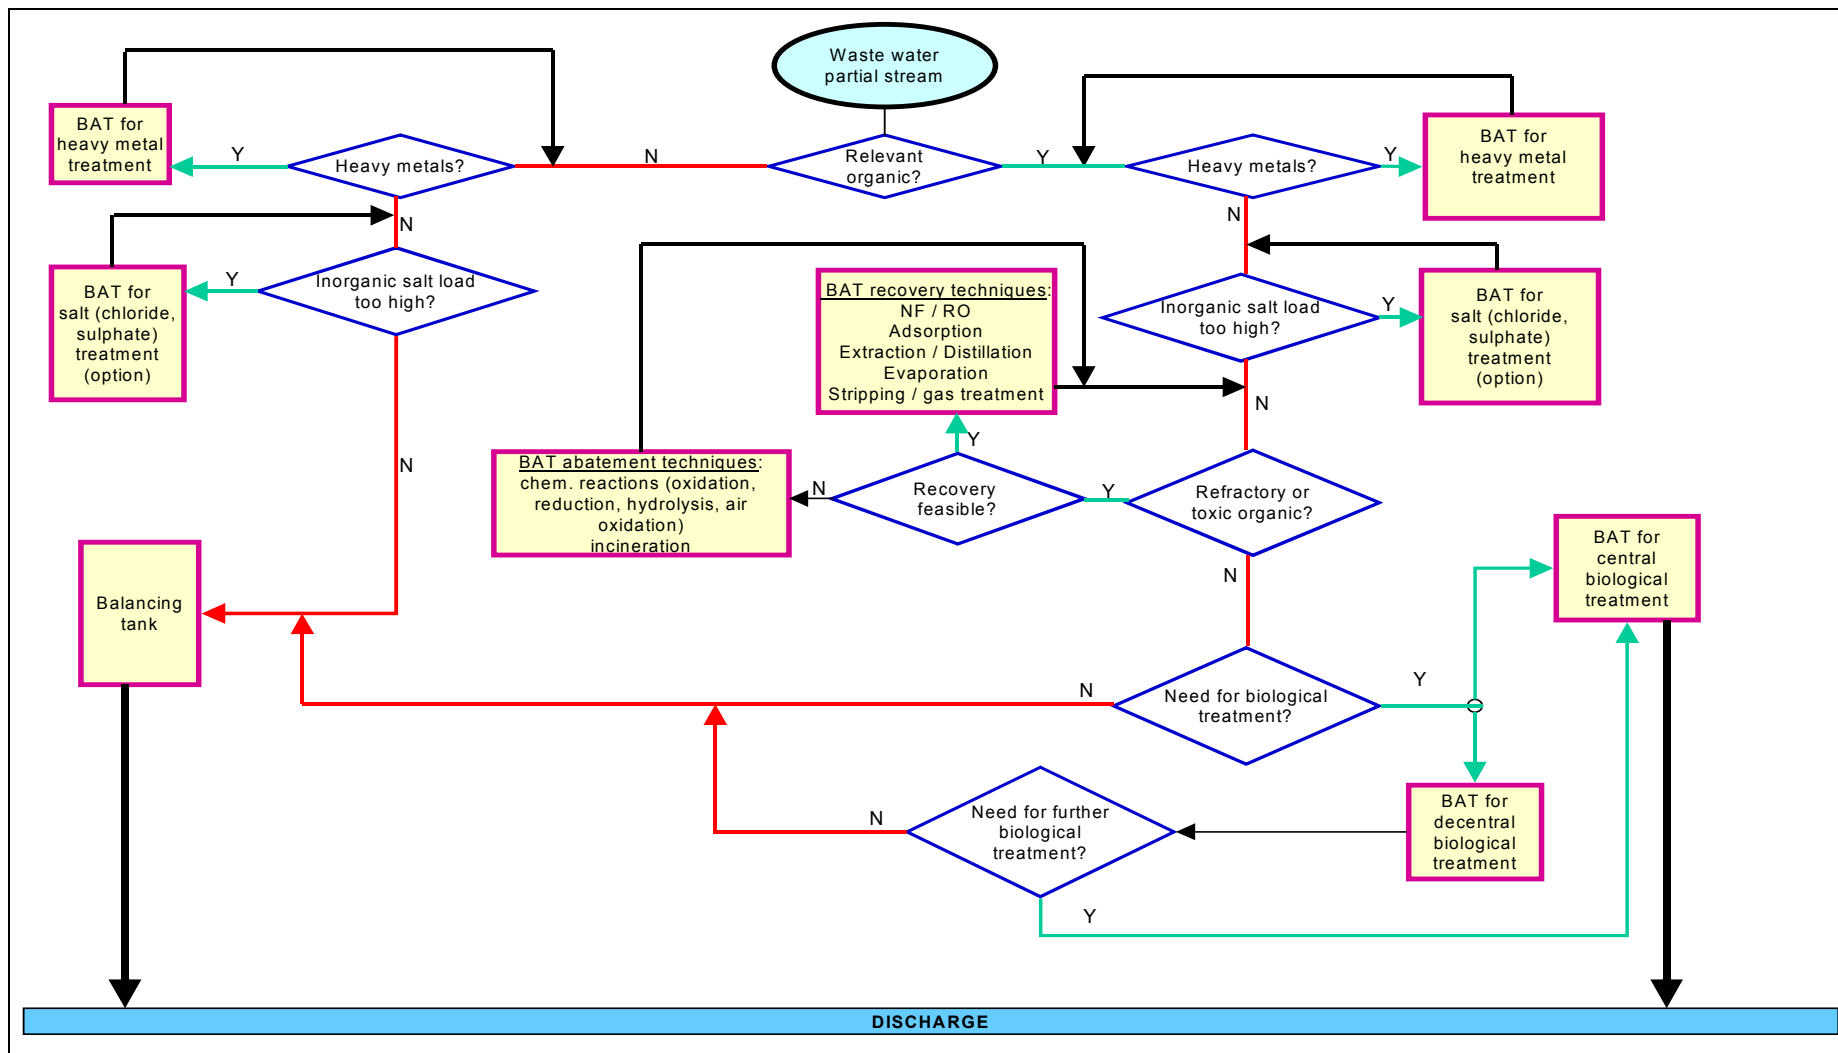 Waste water
partial stream
BAT for
heavy metal
treatment
Y
Heavy metals?
N
Relevant
organic?
Y
Heavy metals?
Y
BAT for
heavy metal
treatment
N
N
BAT for
salt (chloride,
sulphate)
treatment
(option)
Y
Inorganic salt load
too high?
BAT recovery techniques:
NF / RO
Adsorption
Extraction / Distillation
Evaporation
Stripping / gas treatment
Inorganic salt load
too high?
Y
BAT for
salt (chloride,
sulphate)
treatment
(option)
N
Y
N
BAT abatement techniques:
chem. reactions (oxidation,
reduction, hydrolysis, air
oxidation)
incineration
N
Recovery
feasible?
Y
Refractory or
toxic organic?
N
BAT for
central
biological
treatment
Balancing
tank
N
Need for biological
treatment?
Y
N
Need for further
biological
treatment?
BAT for
decentral
biological
treatment
Y
DISCHARGE